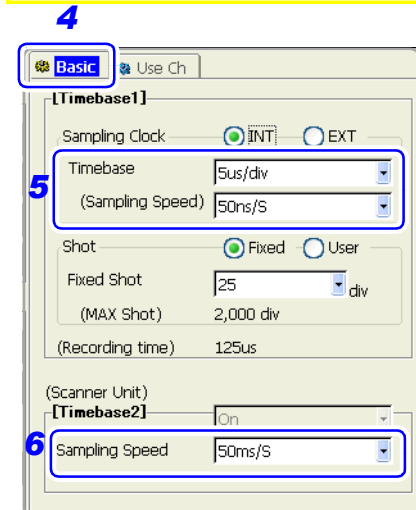 4
Basic Use Ch
[Timebase1]
Sampling Clock INT EXT
5
Timebase 5us/div
(Sampling Speed) 50ns/S
Shot Fixed User
Fixed Shot 25 div
(MAX Shot) 2,000 div
(Recording time) 125us
(Scanner Unit)
[Timebase2] On
6
Sampling Speed 50ms/S